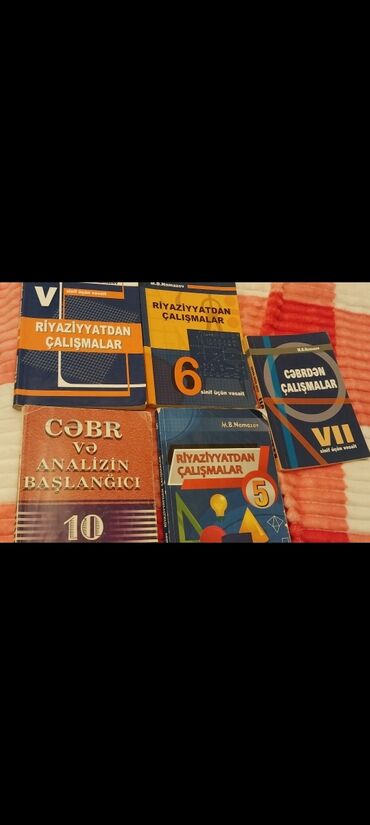 V
sinif üçün vəsait
RİYAZİYYATDAN
ÇALIŞMALAR
M.B.Namazov
RİYAZİYYATDAN
ÇALIŞMALAR
6
sinif üçün vəsait
M.B.Namazov
CƏBRDƏN
ÇALIŞMALAR
VII
sinif üçün vəsait
CƏBR
VƏ
ANALİZİN
BAŞLANĞICI
10
M.B.Namazov
RİYAZİYYATDAN
ÇALIŞMALAR
5